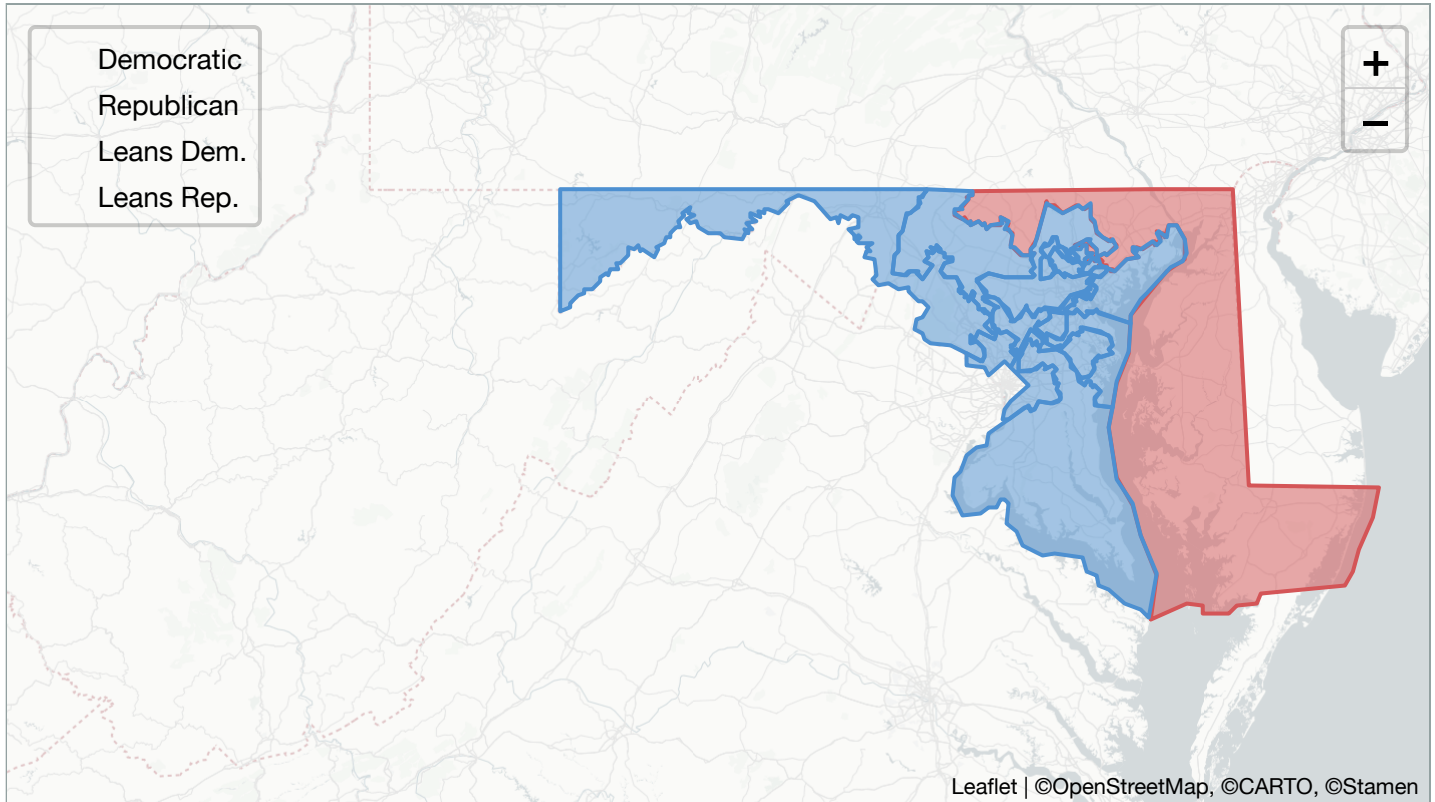 Democratic
Republican
Leans Dem.
Leans Rep.
+
−
Leaflet | ©OpenStreetMap, ©CARTO, ©Stamen